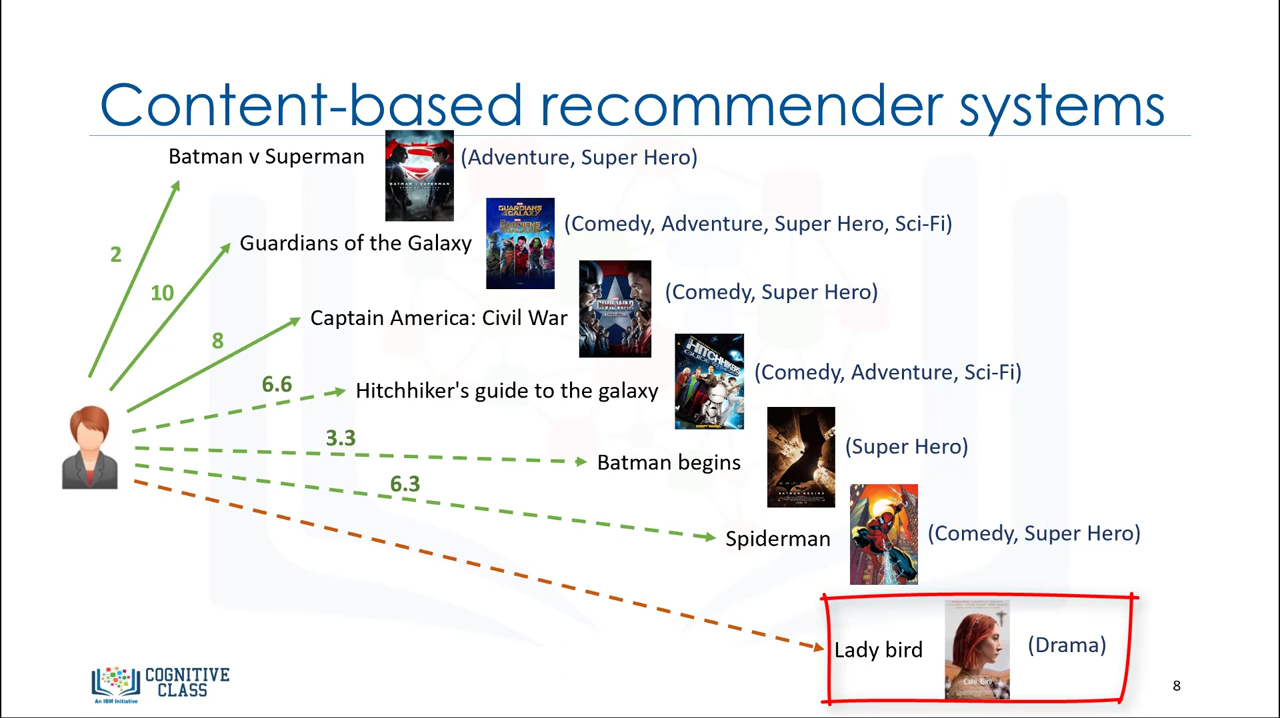 Content-based recommender systems
Batman v Superman
(Adventure, Super Hero)
2
Guardians of the Galaxy
(Comedy, Adventure, Super Hero, Sci-Fi)
10
Captain America: Civil War
(Comedy, Super Hero)
8
Hitchhiker's guide to the galaxy
(Comedy, Adventure, Sci-Fi)
6.6
Batman begins
(Super Hero)
3.3
Spiderman
(Comedy, Super Hero)
6.3
Lady bird
(Drama)
COGNITIVE
CLASS
An IBM Initiative
8